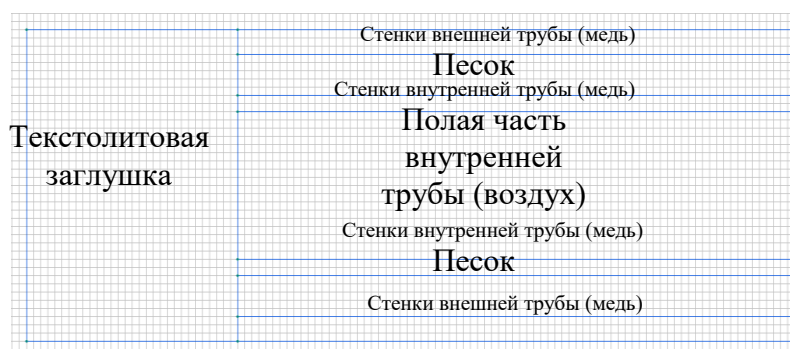 Стенки внешней трубы (медь)
Песок
Стенки внутренней трубы (медь)
Текстолитовая
заглушка
Полая часть
внутренней
трубы (воздух)
Стенки внутренней трубы (медь)
Песок
Стенки внешней трубы (медь)